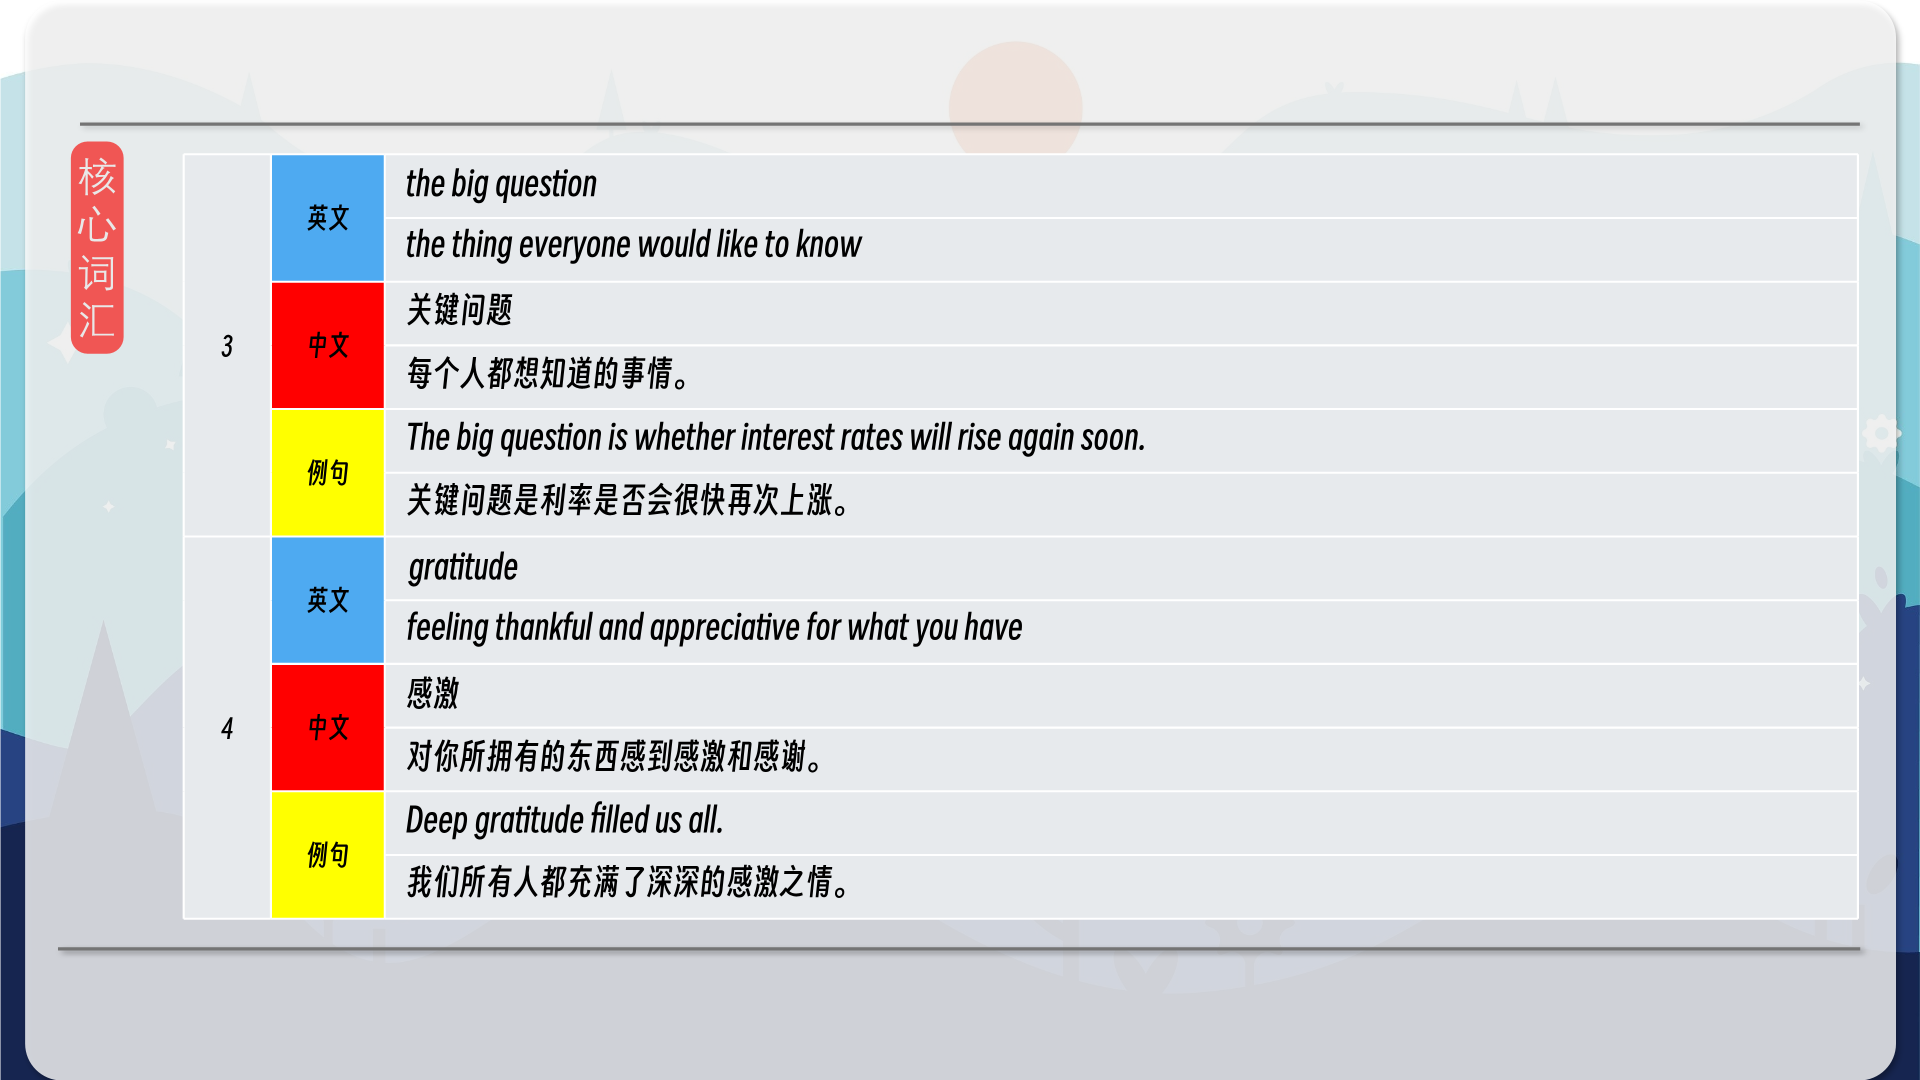 核心词汇
3
英文
the big question
the thing everyone would like to know
中文
关键问题
每个人都想知道的事情。
例句
The big question is whether interest rates will rise again soon.
关键问题是利率是否会很快再次上涨。
4
英文
gratitude
feeling thankful and appreciative for what you have
中文
感激
对你所拥有的东西感到感激和感谢。
例句
Deep gratitude filled us all.
我们所有人都充满了深深的感激之情。